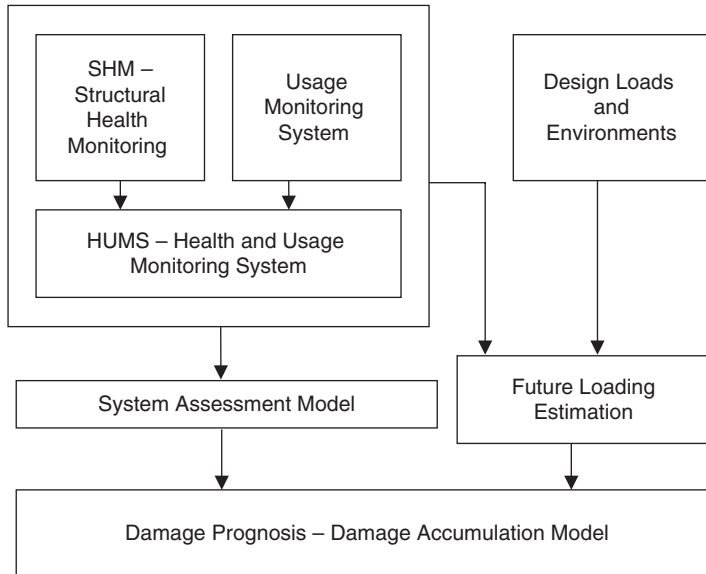 SHM –
Structural
Health
Monitoring
Usage
Monitoring
System
Design Loads
and
Environments
HUMS – Health and Usage
Monitoring System
System Assessment Model
Future Loading
Estimation
Damage Prognosis – Damage Accumulation Model